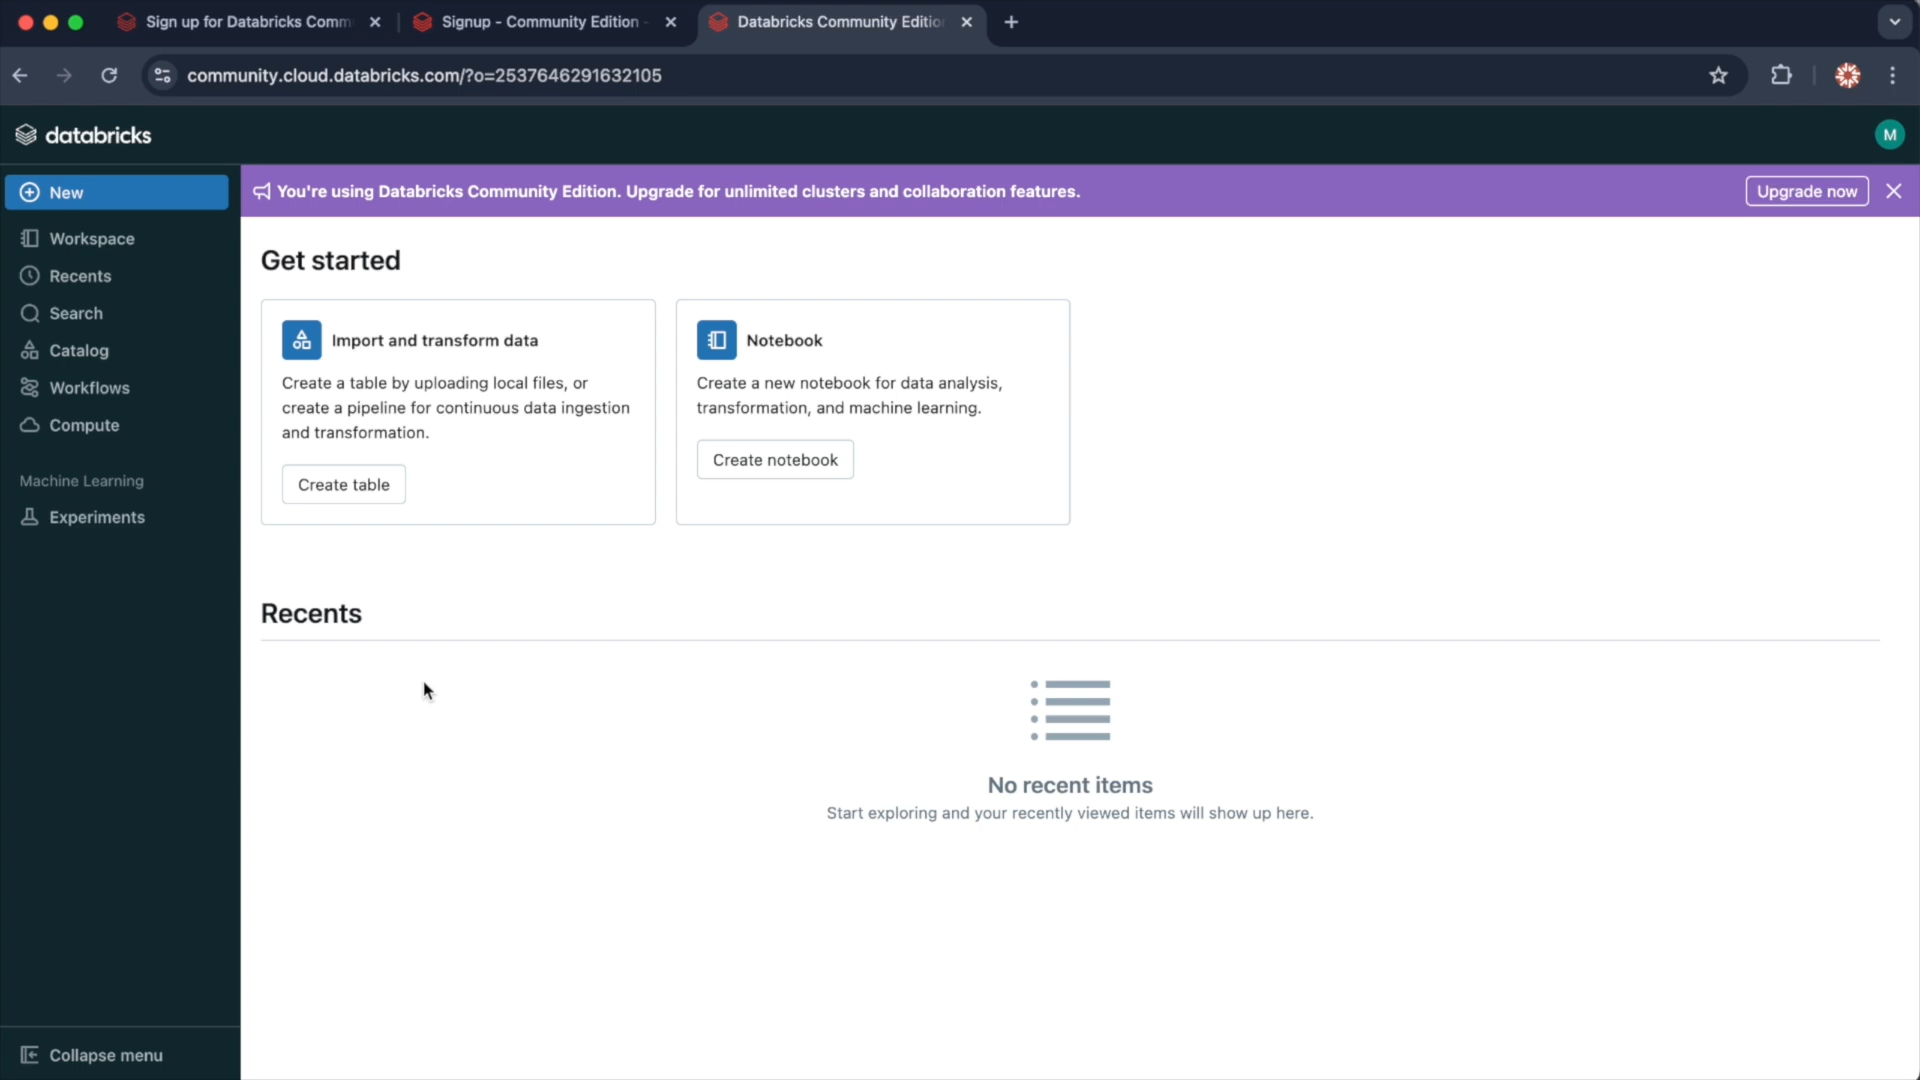 Sign up for Databricks Comm
Signup - Community Edition -
Databricks Community Edition
community.cloud.databricks.com/?o=2537646291632105
databricks
M
New
You're using Databricks Community Edition. Upgrade for unlimited clusters and collaboration features.
Upgrade now
Workspace
Recents
Search
Catalog
Workflows
Compute
Machine Learning
Experiments
Collapse menu
Get started
Import and transform data
Create a table by uploading local files, or
create a pipeline for continuous data ingestion
and transformation.
Create table
Notebook
Create a new notebook for data analysis,
transformation, and machine learning.
Create notebook
Recents
No recent items
Start exploring and your recently viewed items will show up here.